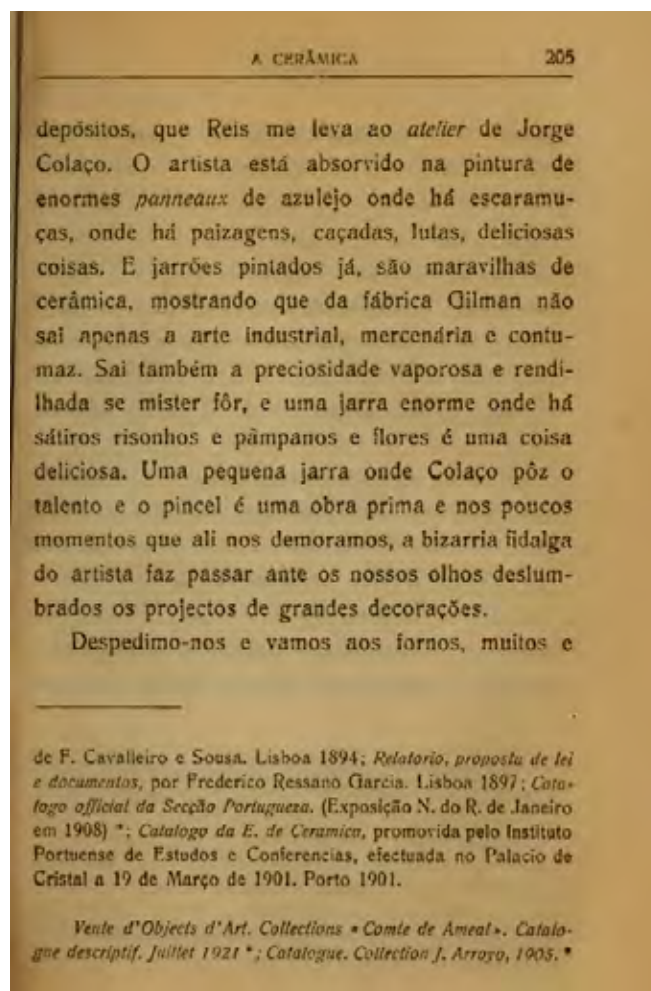 A CERÂMICA 205
depósitos, que Reis me leva ao atelier de Jorge
Colaço. O artista está absorvido na pintura de
enormes panneaux de azulejo onde há escaramu-
ças, onde há paizagens, caçadas, lutas, deliciosas
coisas. E jarrões pintados já, são maravilhas de
cerâmica, mostrando que da fábrica Gilman não
sai apenas a arte industrial, mercenária e contu-
maz. Sai também a preciosidade vaporosa e rendi-
lhada se mister fôr, e uma jarra enorme onde há
sátiros risonhos e pâmpanos e flores é uma coisa
deliciosa. Uma pequena jarra onde Colaço pôz o
talento e o pincel é uma obra prima e nos poucos
momentos que ali nos demoramos, a bizarria fidalga
do artista faz passar ante os nossos olhos deslum-
brados os projectos de grandes decorações.
Despedimo-nos e vamos aos fornos, muitos e
de F. Cavalleiro e Sousa. Lisboa 1894; Relatorio, proposta de lei
e documentos, por Frederico Ressano Garcia. Lisboa 1897; Cata-
logo official da Secção Portugueza. (Exposição N. do R. de Janeiro
em 1908) *; Catalogo da E. de Ceramica, promovida pelo Instituto
Portuense de Estudos e Conferencias, efectuada no Palacio de
Cristal a 19 de Março de 1901. Porto 1901.
Vente d'Objects d'Art. Collections «Comte de Ameal». Catalo-
gue descriptif. Juillet 1921 *; Catalogue. Collection J. Arroyo, 1905. *